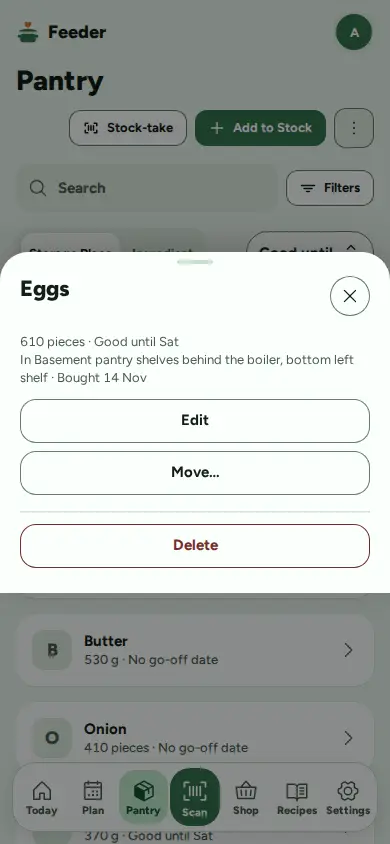 Feeder
A
Pantry
Stock-take
Add to Stock
Search
Filters
Storage Place
Ingredient
Good until
Eggs
610 pieces · Good until Sat
In Basement pantry shelves behind the boiler, bottom left
shelf · Bought 14 Nov
Edit
Move…
Delete
B
Butter
530 g · No go-off date
O
Onion
410 pieces · No go-off date
Today
Plan
Pantry
Scan
Shop
Recipes
Settings
370 g · Good until Sat